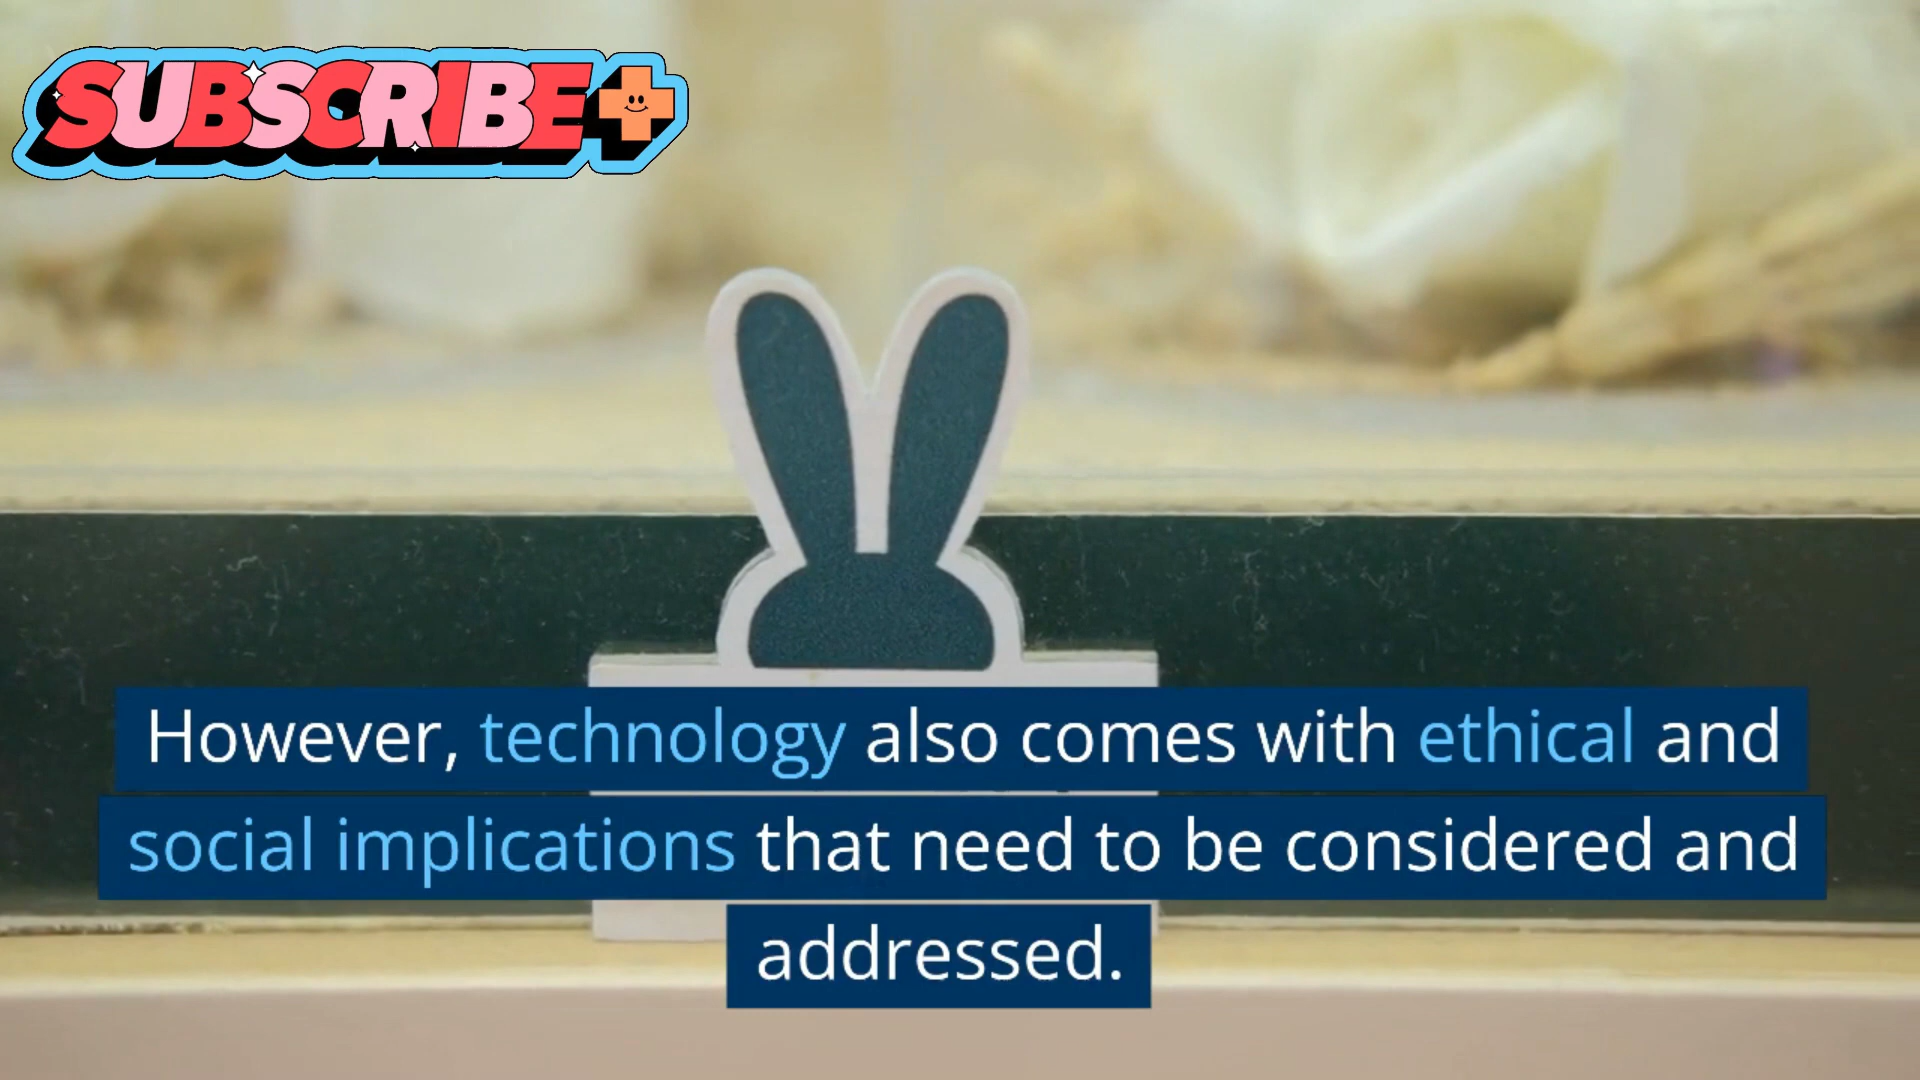 SUBSCRIBE
However, technology also comes with ethical and
social implications that need to be considered and
addressed.